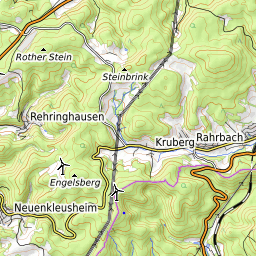 Rother Stein
Steinbrink
Rehringhausen
Kruberg
Rahrbach
Engelsberg
Neuenkleusheim